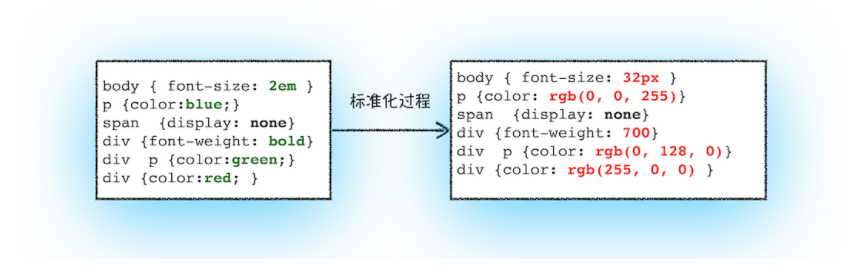 body { font-size: 2em }
p {color:blue;}
span  {display: none}
div {font-weight: bold}
div  p {color:green;}
div {color:red; }
标准化过程
body { font-size: 32px }
p {color: rgb(0, 0, 255)}
span  {display: none}
div {font-weight: 700}
div  p {color: rgb(0, 128, 0)}
div {color: rgb(255, 0, 0) }